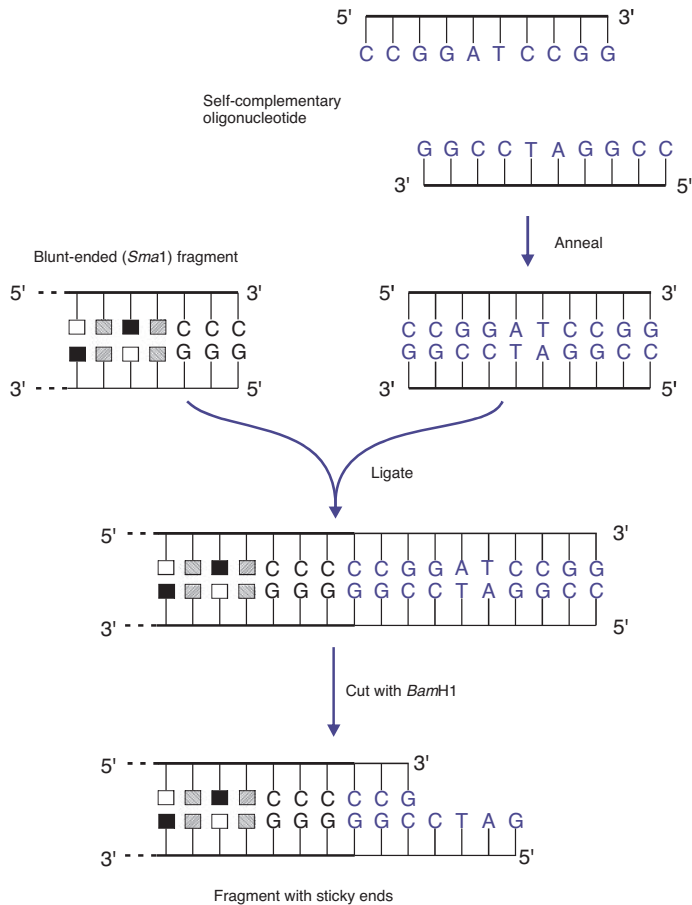 5' 3'
C C G G A T C C G G
Self-complementary
oligonucleotide
G G C C T A G G C C
3' 5'
Anneal
Blunt-ended (Sma1) fragment
5' 3'
C C C
G G G
3' 5'
5' 3'
C C G G A T C C G G
G G C C T A G G C C
3' 5'
Ligate
5' 3'
C C C C C G G A T C C G G
G G G G G C C T A G G C C
3' 5'
Cut with BamH1
5' 3'
C C C C C G
G G G G G C C T A G
3' 5'
Fragment with sticky ends